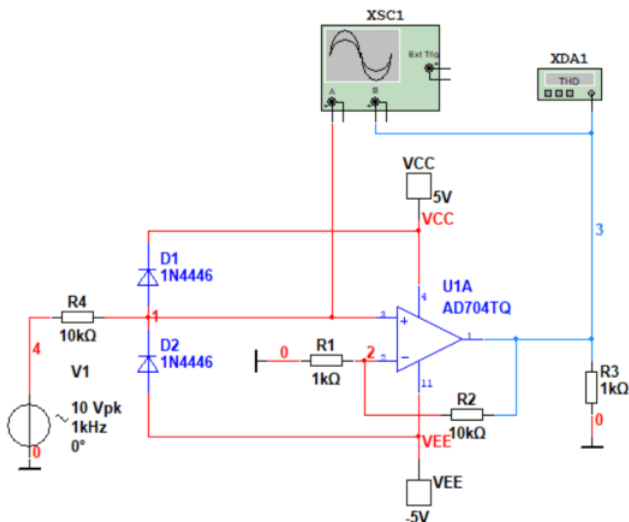 XSC1
Ext Trig
A
B
XDA1
THD
VCC
5V
VCC
3
D1
1N4446
U1A
AD704TQ
R4
10kΩ
1
4
3
1
D2
1N4446
R1
0
2
2
1kΩ
11
R2
10kΩ
R3
1kΩ
0
4
V1
10 Vpk
1kHz
0°
0
VEE
VEE
-5V